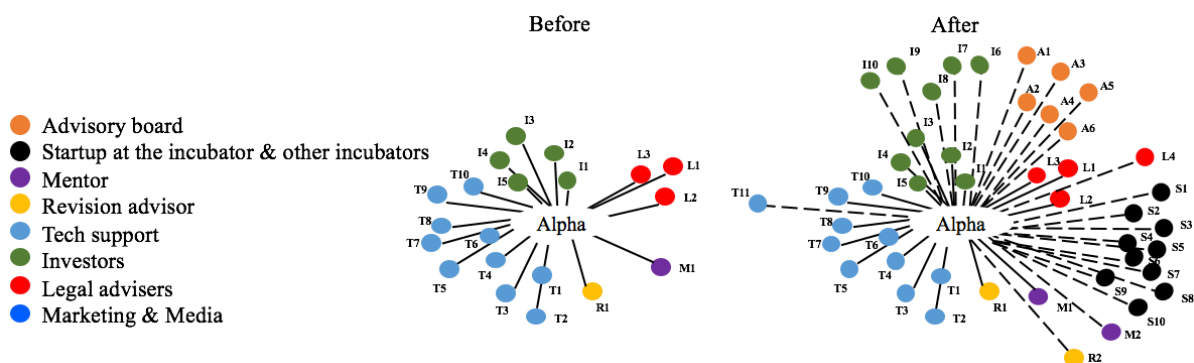 Before
After
Advisory board
Startup at the incubator & other incubators
Mentor
Revision advisor
Tech support
Investors
Legal advisers
Marketing & Media
I3
I2
I4
I5
I1
L3
L1
L2
T10
T9
T8
T7
T6
T5
T4
T3
T1
T2
R1
M1
Alpha
I10
I9
I8
I7
I6
A1
A3
A2
A5
A4
A6
I3
I2
I4
I5
I1
L3
L1
L4
L2
T11
T10
T9
T8
T7
T6
T5
T4
T3
T1
T2
Alpha
S1
S2
S3
S4
S5
S6
S7
S9
S8
S10
R1
M1
M2
R2